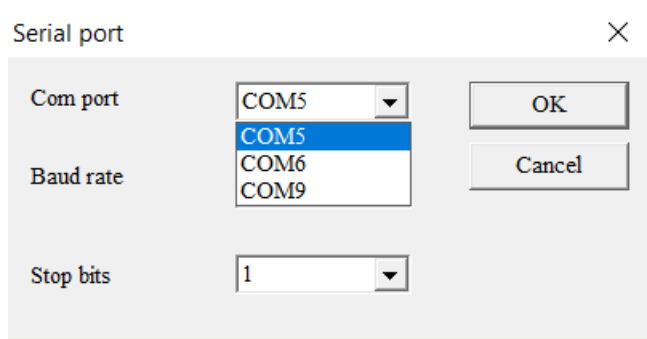 Serial port
Com port COM5 OK
COM5
COM6
COM9
Baud rate Cancel
Stop bits 1